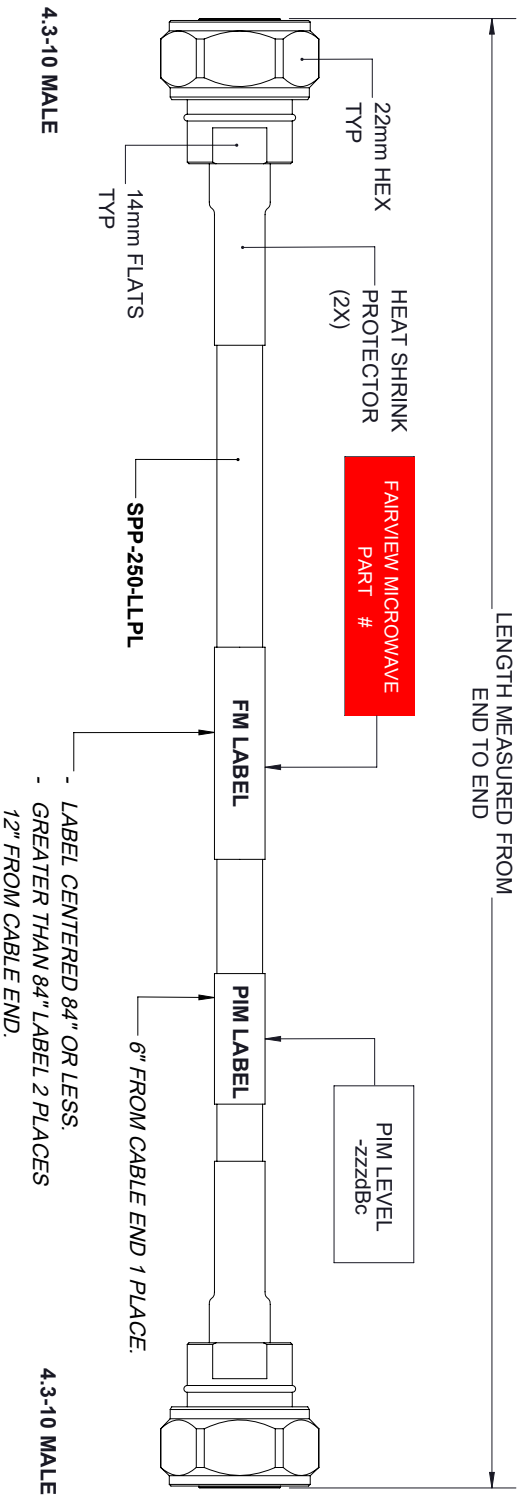 LENGTH MEASURED FROM
END TO END
22mm HEX
TYP
HEAT SHRINK
PROTECTOR
(2X)
FAIRVIEW MICROWAVE
PART #
PIM LEVEL
-zzzdBc
FM LABEL
PIM LABEL
14mm FLATS
TYP
SPP-250-LLPL
6" FROM CABLE END 1 PLACE.
- LABEL CENTERED 84" OR LESS.
- GREATER THAN 84" LABEL 2 PLACES
12" FROM CABLE END.
4.3-10 MALE
4.3-10 MALE